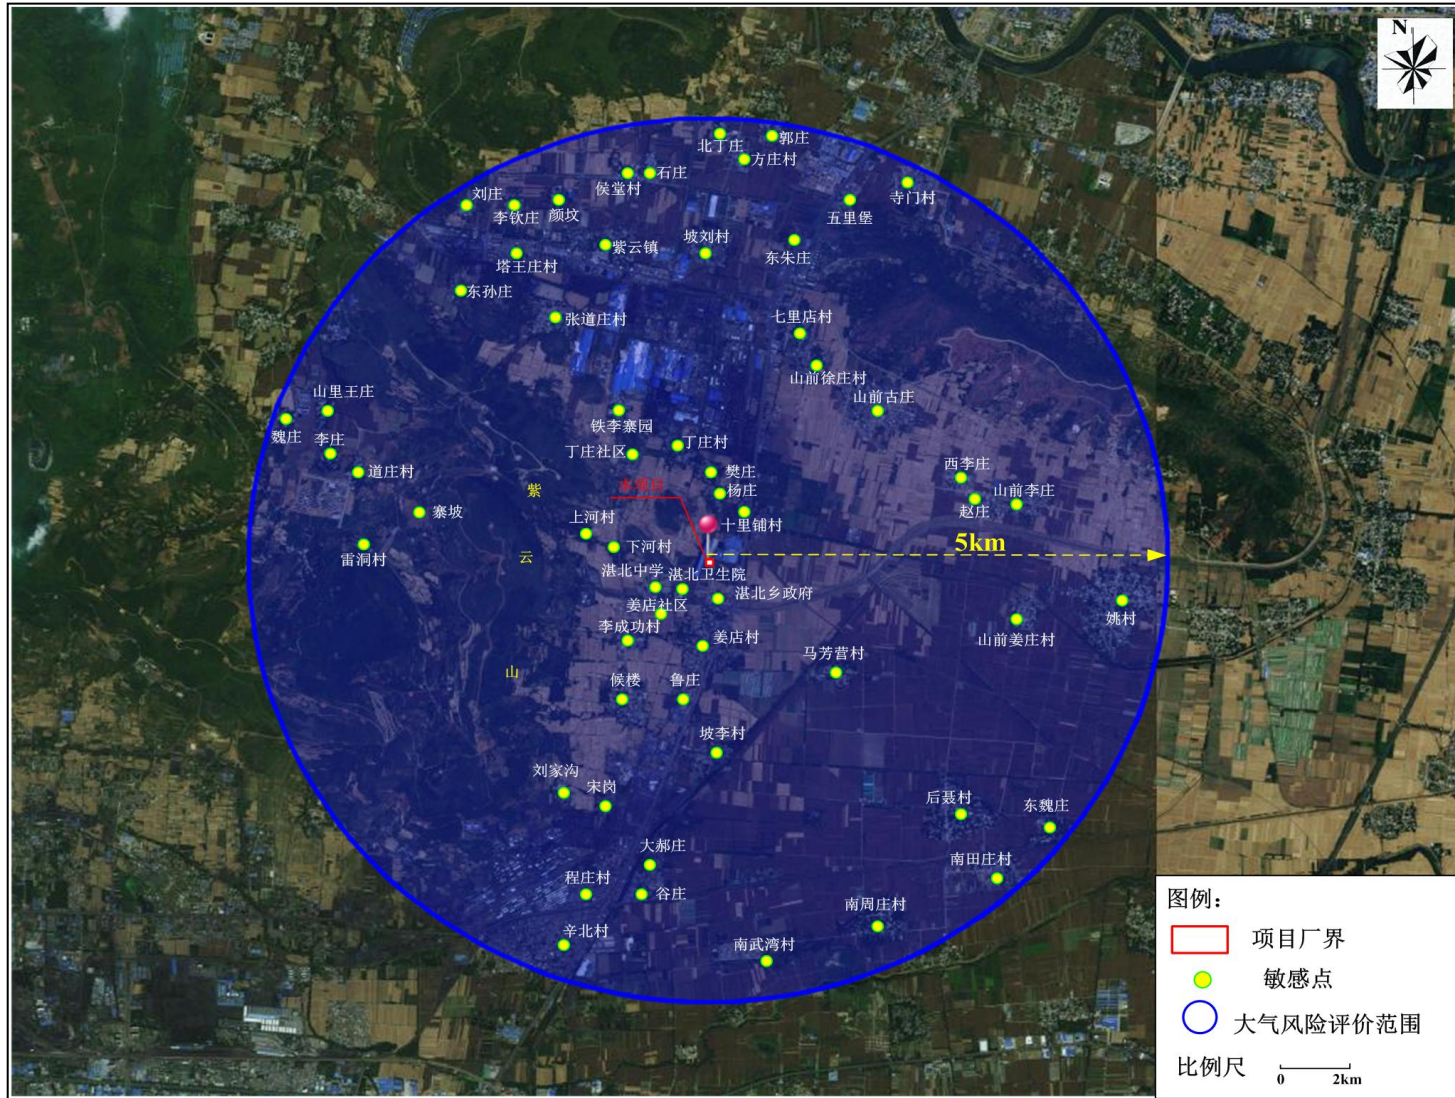 N
北丁庄
郭庄
方庄村
侯堂村
石庄
寺门村
刘庄
李钦庄
颜坟
五里堡
紫云镇
坡刘村
东朱庄
塔王庄村
东孙庄
张道庄村
七里店村
山前徐庄村
山里王庄
山前古庄
魏庄
铁李寨园
李庄
丁庄社区
丁庄村
道庄村
樊庄
西李庄
本项目
杨庄
山前李庄
赵庄
紫
寨坡
上河村
十里铺村
5km
下河村
云
雷洞村
湛北中学
湛北卫生院
湛北乡政府
姜店社区
姚村
李成功村
山前姜庄村
姜店村
马芳营村
山
候楼
鲁庄
坡李村
刘家沟
宋岗
后聂村
东魏庄
大郝庄
南田庄村
程庄村
谷庄
南周庄村
辛北村
南武湾村
图例：
项目厂界
敏感点
大气风险评价范围
比例尺
0 2km